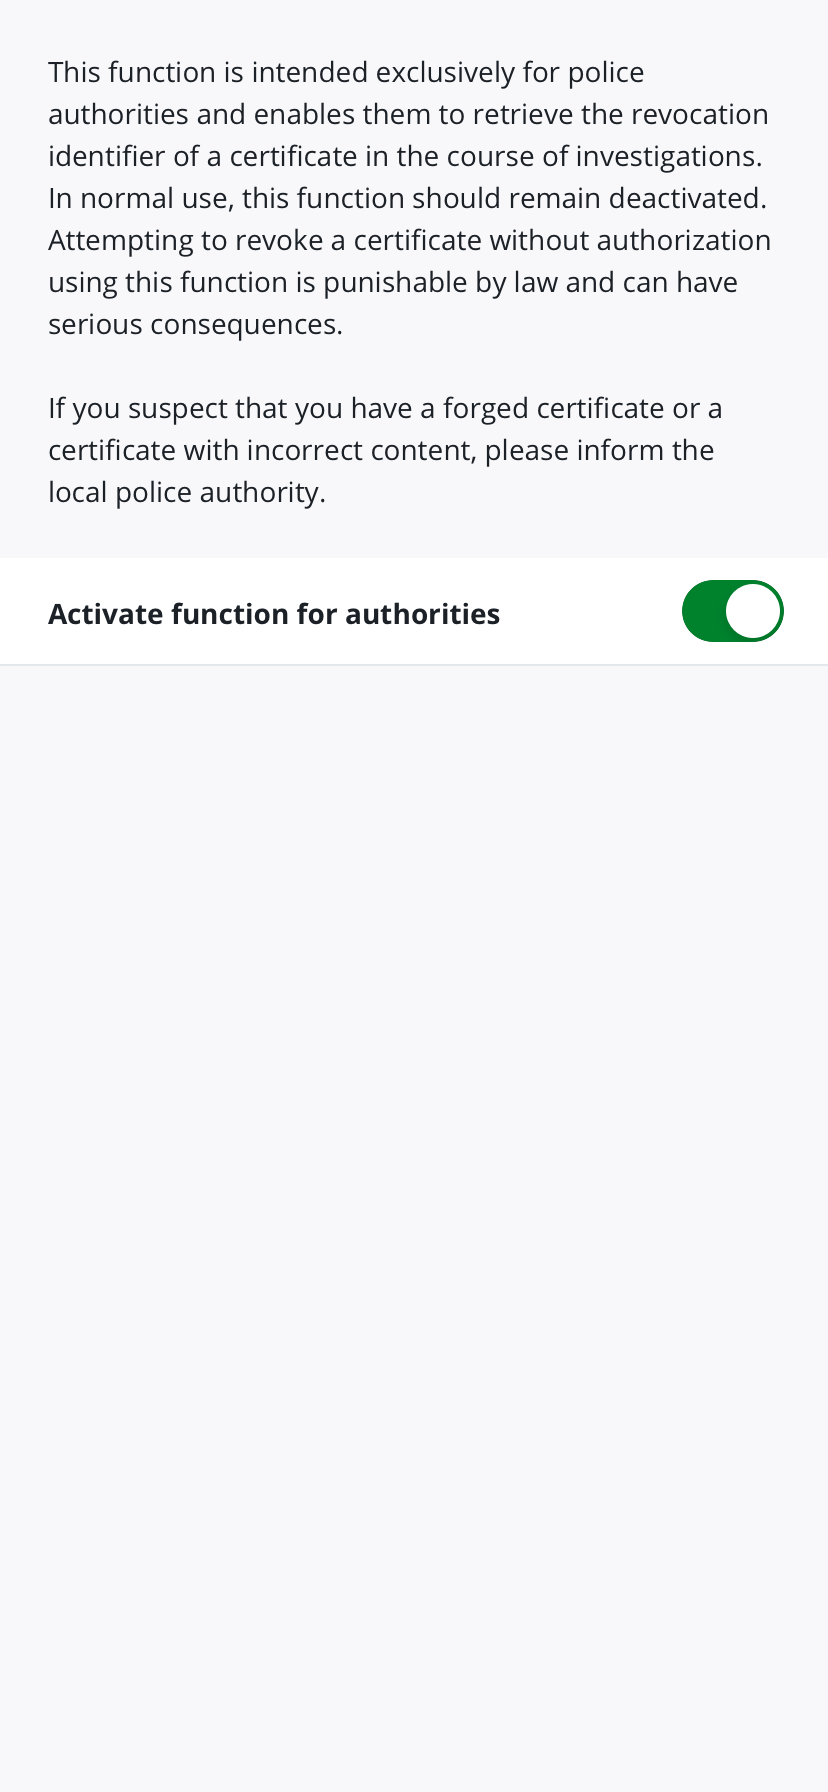 This function is intended exclusively for police
authorities and enables them to retrieve the revocation
identifier of a certificate in the course of investigations.
In normal use, this function should remain deactivated.
Attempting to revoke a certificate without authorization
using this function is punishable by law and can have
serious consequences.
If you suspect that you have a forged certificate or a
certificate with incorrect content, please inform the
local police authority.
Activate function for authorities